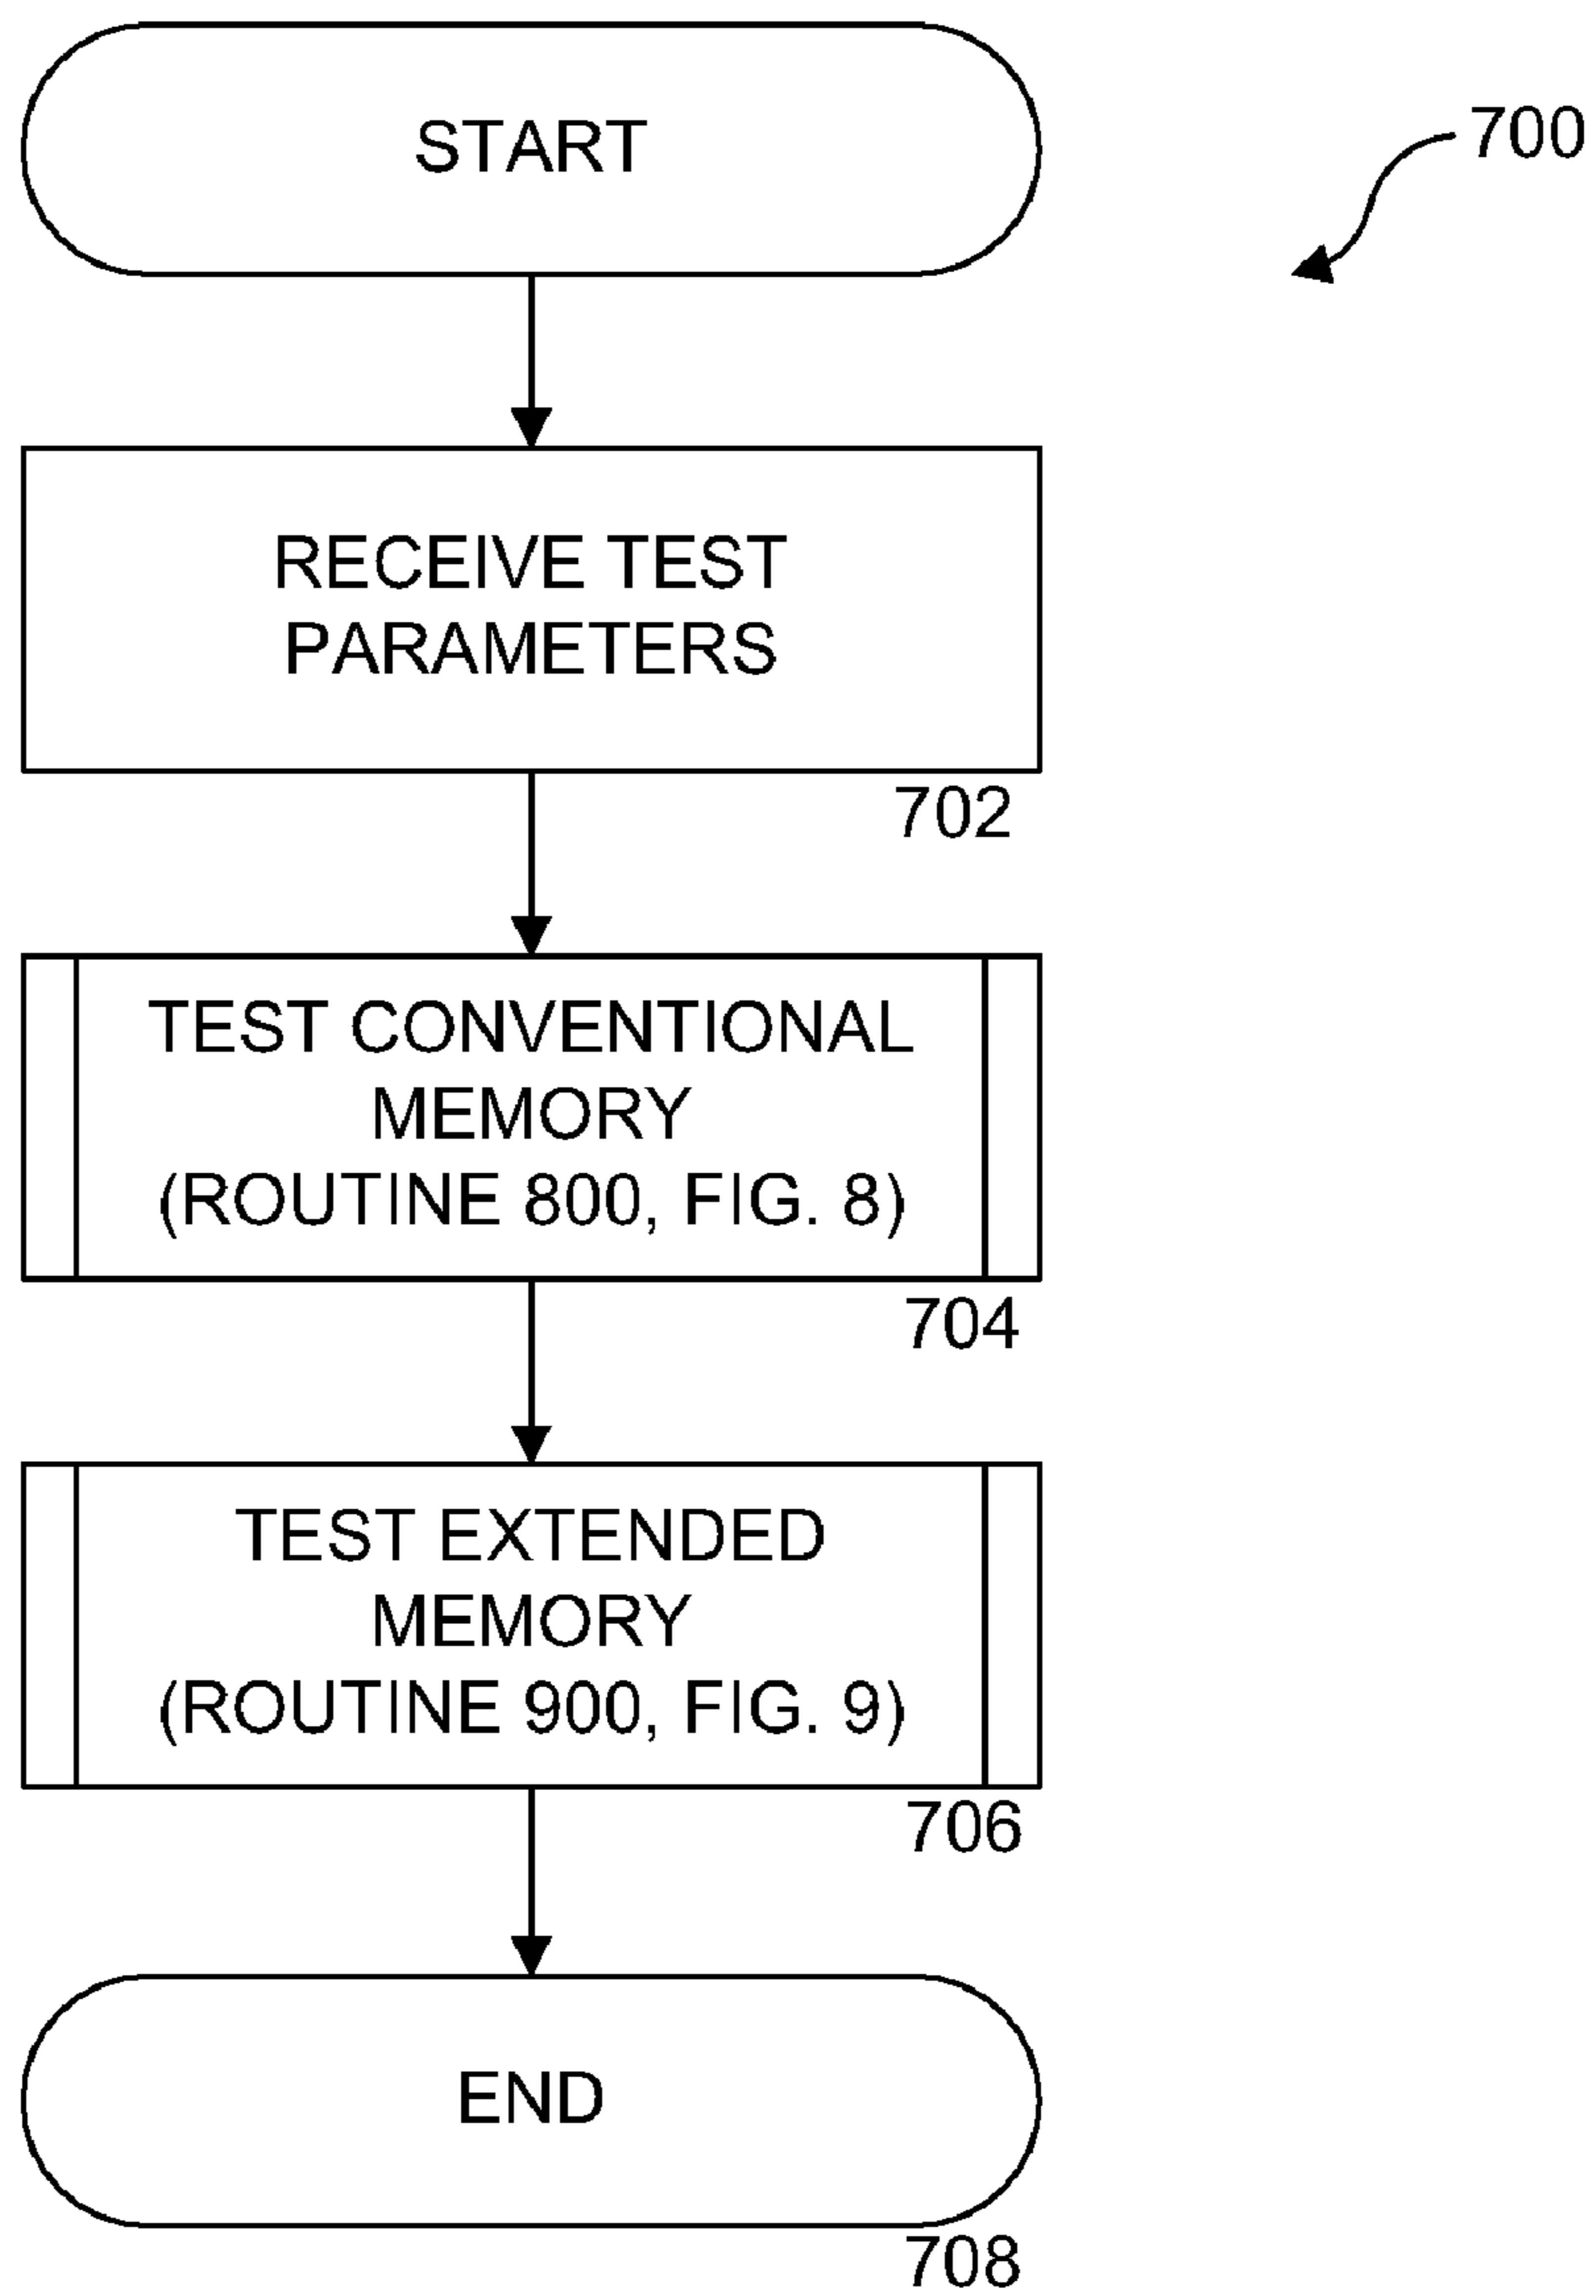 START
700
RECEIVE TEST
PARAMETERS
702
TEST CONVENTIONAL
MEMORY
(ROUTINE 800, FIG. 8)
704
TEST EXTENDED
MEMORY
(ROUTINE 900, FIG. 9)
706
END
708